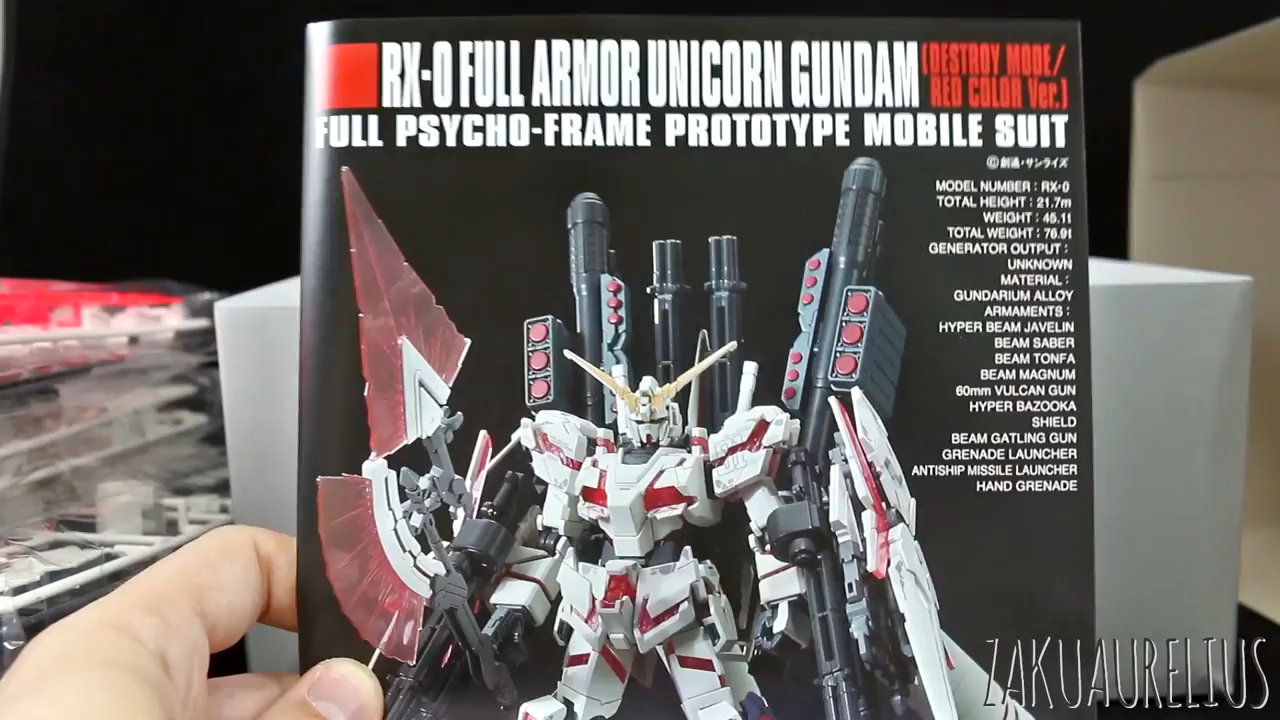 RX-0 FULL ARMOR UNICORN GUNDAM
[DESTROY MODE/
RED COLOR Ver.]
FULL PSYCHO-FRAME PROTOTYPE MOBILE SUIT
©創通・サンライズ
MODEL NUMBER : RX-0
TOTAL HEIGHT : 21.7m
WEIGHT : 45.1t
TOTAL WEIGHT : 76.9t
GENERATOR OUTPUT :
UNKNOWN
MATERIAL :
GUNDARIUM ALLOY
ARMAMENTS :
HYPER BEAM JAVELIN
BEAM SABER
BEAM TONFA
BEAM MAGNUM
60mm VULCAN GUN
HYPER BAZOOKA
SHIELD
BEAM GATLING GUN
GRENADE LAUNCHER
ANTISHIP MISSILE LAUNCHER
HAND GRENADE
ZAKUAURELIUS